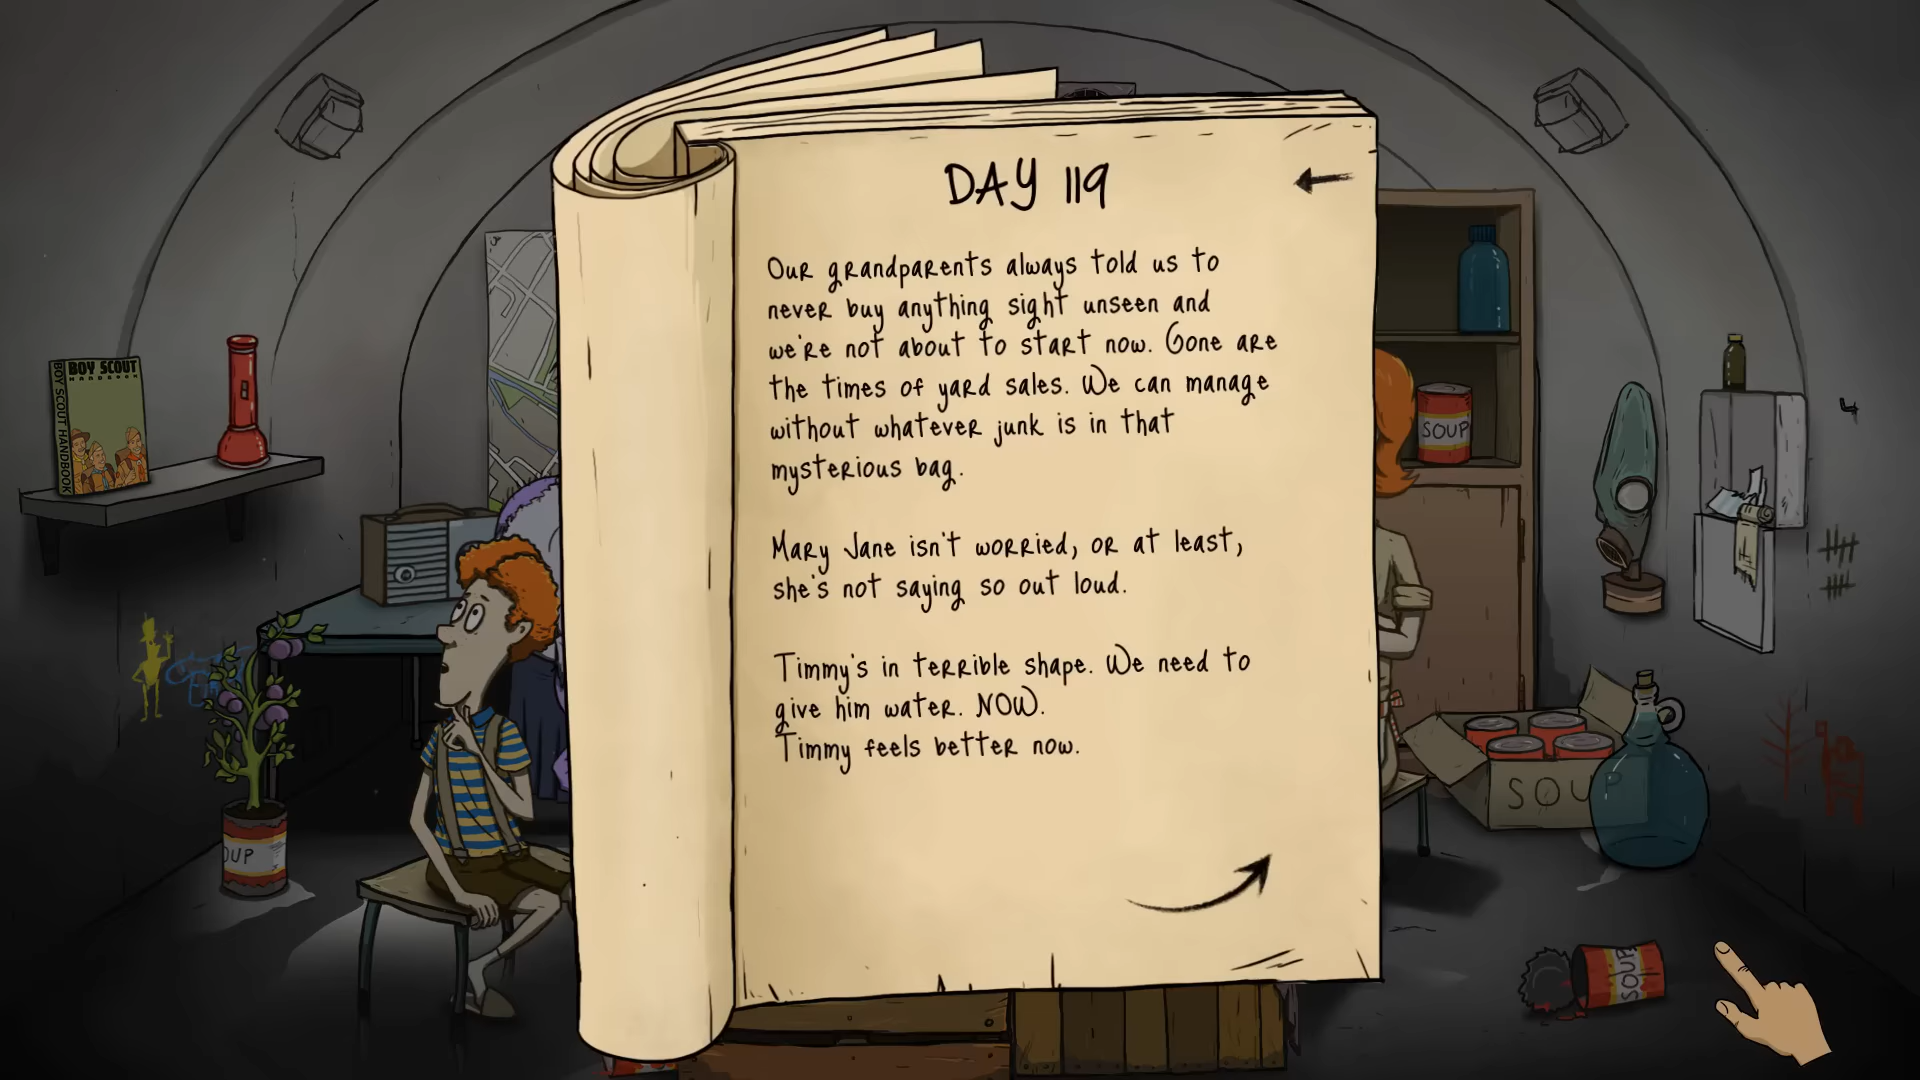 DAY 119
Our grandparents always told us to
never buy anything sight unseen and
we're not about to start now. Gone are
the times of yard sales. We can manage
without whatever junk is in that
mysterious bag.
Mary Jane isn't worried, or at least,
she's not saying so out loud.
Timmy's in terrible shape. We need to
give him water. NOW.
Timmy feels better now.
BOY SCOUT
HANDBOOK
BOY SCOUT HANDBOOK
SOUP
OUP
SOU
SOUP